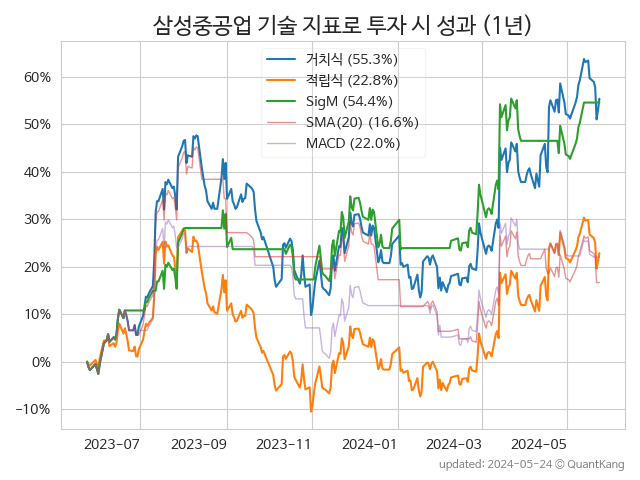 삼성중공업 기술 지표로 투자 시 성과 (1년)
거치식 (55.3%)
적립식 (22.8%)
SigM (54.4%)
SMA(20) (16.6%)
MACD (22.0%)
60%
50%
40%
30%
20%
10%
0%
−10%
2023-07 2023-09 2023-11 2024-01 2024-03 2024-05
updated: 2024-05-24 © QuantKang